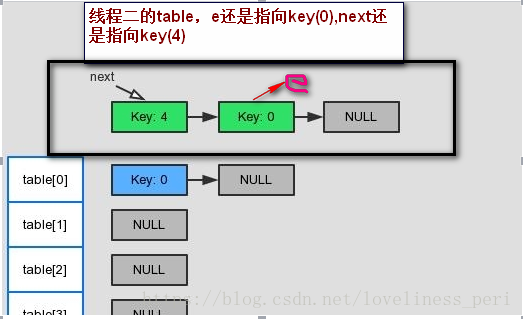 线程二的table，e还是指向key(0),next还
是指向key(4)
next
e
Key: 4
Key: 0
NULL
table[0]
Key: 0
NULL
table[1]
NULL
table[2]
NULL
table[3]
NULL
https://blog.csdn.net/loveliness_peri